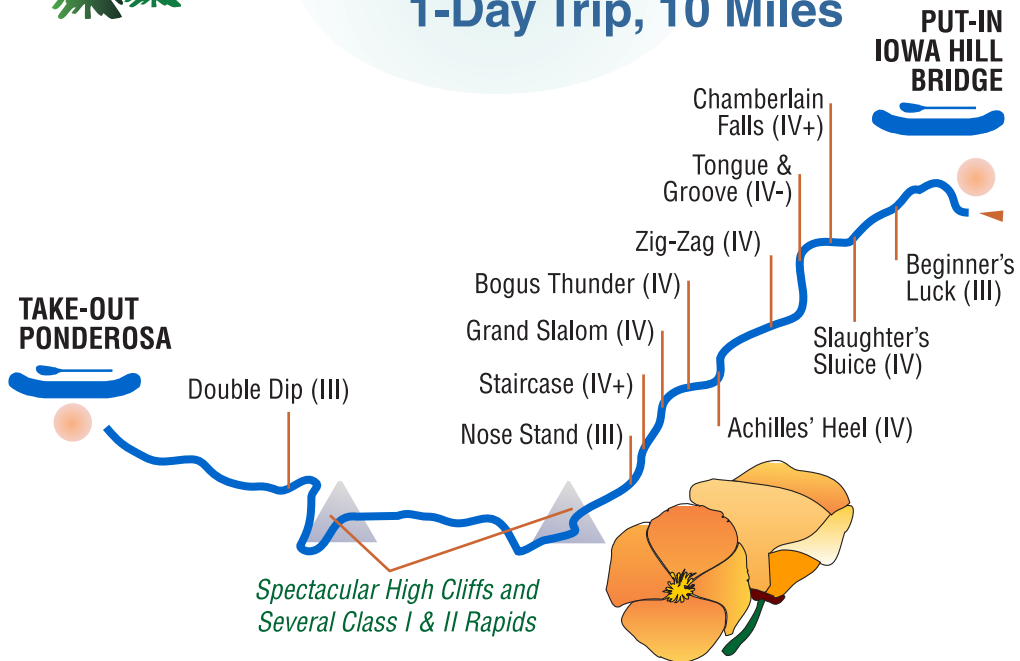 1-Day Trip, 10 Miles
PUT-IN
IOWA HILL
BRIDGE
Chamberlain
Falls (IV+)
Tongue &
Groove (IV-)
Zig-Zag (IV)
Beginner's
Luck (III)
Bogus Thunder (IV)
TAKE-OUT
PONDEROSA
Grand Slalom (IV)
Slaughter's
Sluice (IV)
Double Dip (III)
Staircase (IV+)
Nose Stand (III)
Achilles' Heel (IV)
Spectacular High Cliffs and
Several Class I & II Rapids